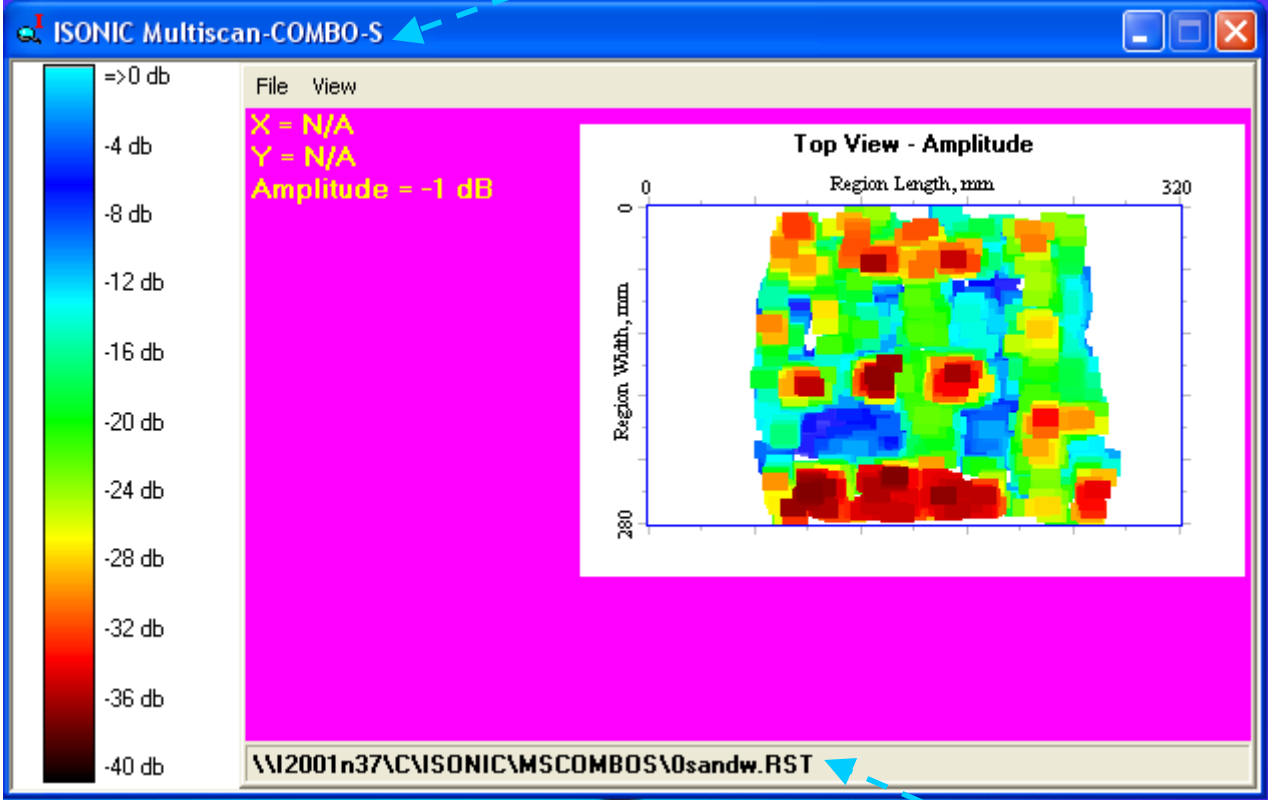 ISONIC Multiscan-COMBO-S
=>0 db
-4 db
-8 db
-12 db
-16 db
-20 db
-24 db
-28 db
-32 db
-36 db
-40 db
File View
X = N/A
Y = N/A
Amplitude = -1 dB
Top View - Amplitude
Region Length, mm
0 320
Region Width, mm
0
280
\\I2001n37\C\ISONIC\MSCOMBOS\0sandw.RST